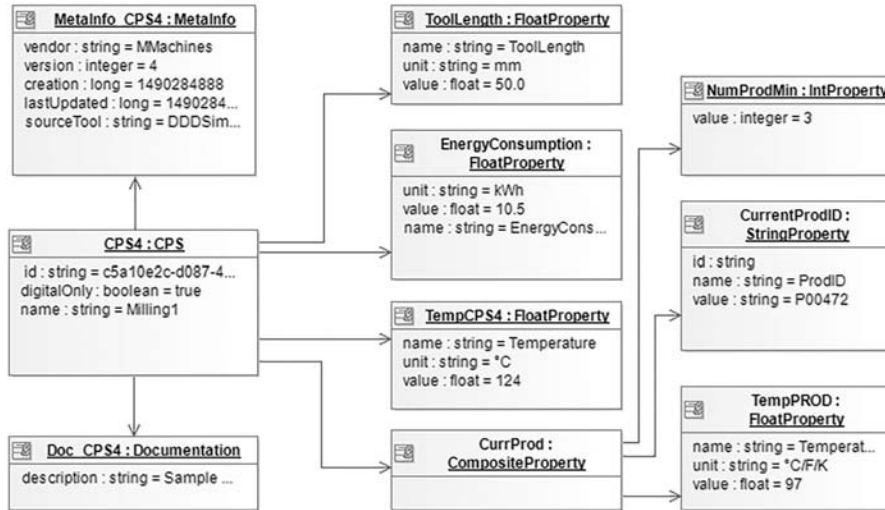 MetaInfo_CPS4 : MetaInfo
vendor : string = MMachines
version : integer = 4
creation : long = 1490284888
lastUpdated : long = 1490284...
sourceTool : string = DDDSim...
CPS4 : CPS
id : string = c5a10e2c-d087-4...
digitalOnly : boolean = true
name : string = Milling1
Doc_CPS4 : Documentation
description : string = Sample ...
ToolLength : FloatProperty
name : string = ToolLength
unit : string = mm
value : float = 50.0
EnergyConsumption :
FloatProperty
unit : string = kWh
value : float = 10.5
name : string = EnergyCons...
TempCPS4 : FloatProperty
name : string = Temperature
unit : string = °C
value : float = 124
CurrProd :
CompositeProperty
NumProdMin : IntProperty
value : integer = 3
CurrentProdID :
StringProperty
id : string
name : string = ProdID
value : string = P00472
TempPROD :
FloatProperty
name : string = Temperat...
unit : string = °C/F/K
value : float = 97